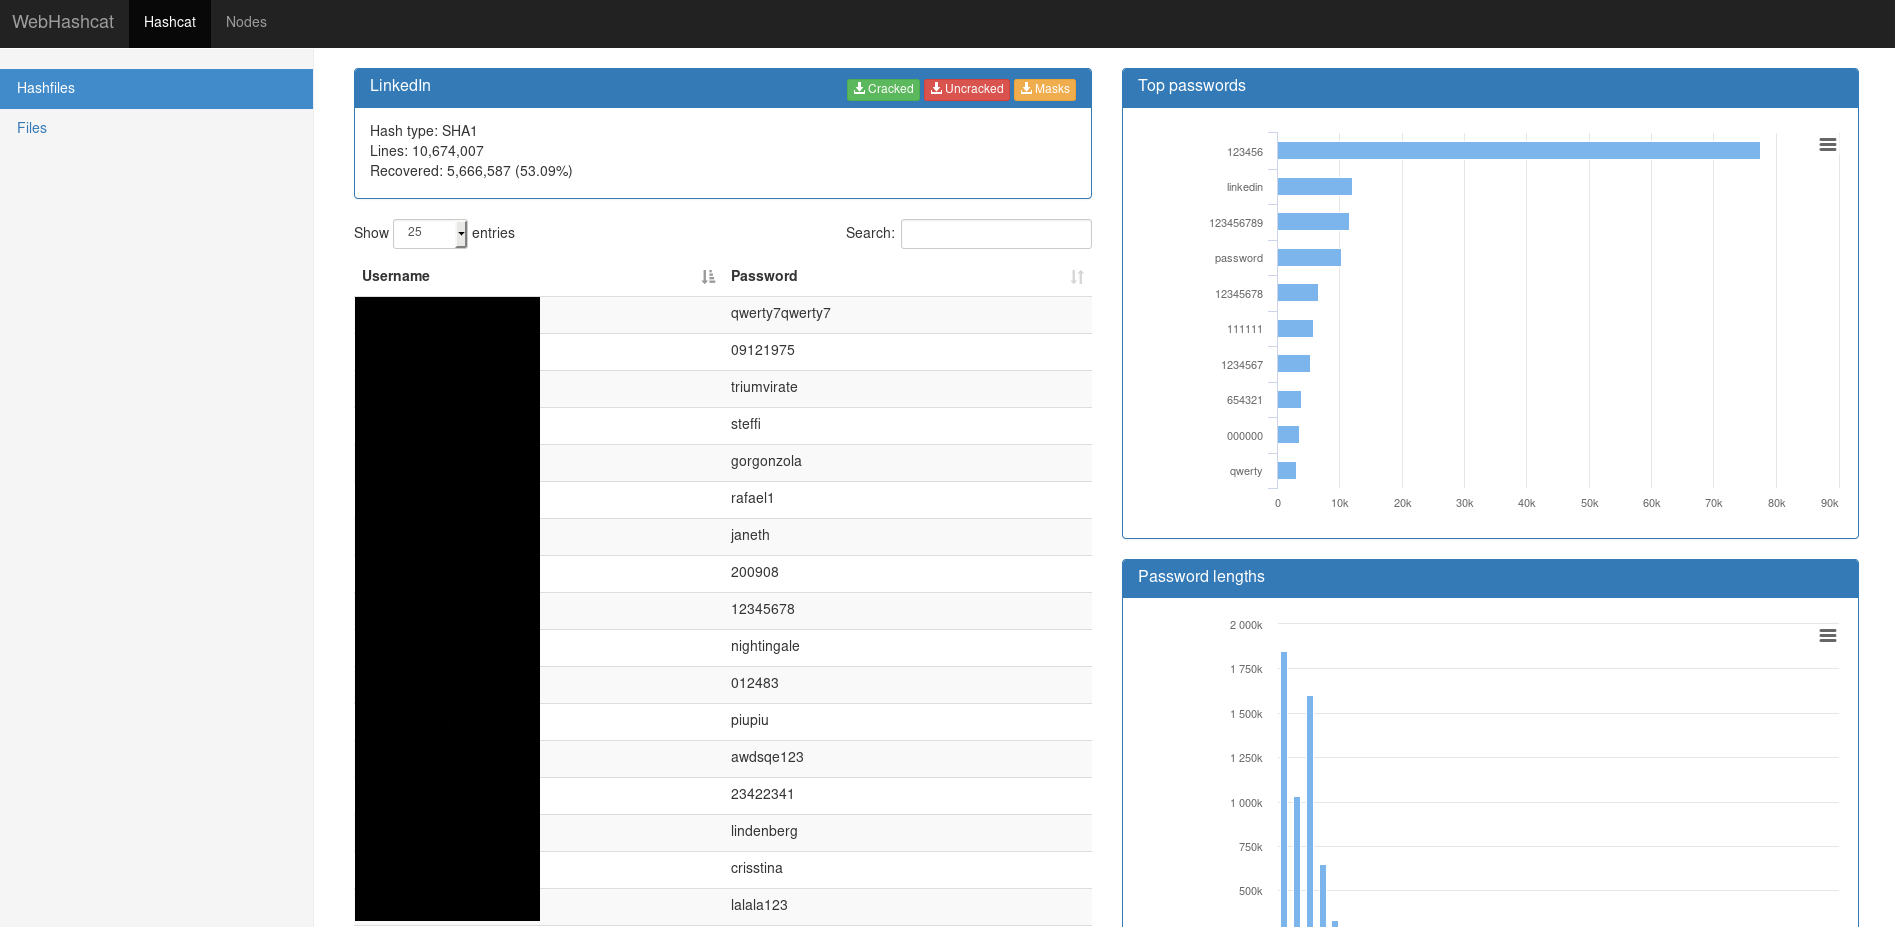 WebHashcat Hashcat Nodes
Hashfiles
Files
LinkedIn Cracked Uncracked Masks
Hash type: SHA1
Lines: 10,674,007
Recovered: 5,666,587 (53.09%)
Show 25 entries Search:
Username Password
qwerty7qwerty7
09121975
triumvirate
steffi
gorgonzola
rafael1
janeth
200908
12345678
nightingale
012483
piupiu
awdsqe123
23422341
lindenberg
crisstina
lalala123
Top passwords
123456
linkedin
123456789
password
12345678
111111
1234567
654321
000000
qwerty
0 10k 20k 30k 40k 50k 60k 70k 80k 90k
Password lengths
2 000k
1 750k
1 500k
1 250k
1 000k
750k
500k